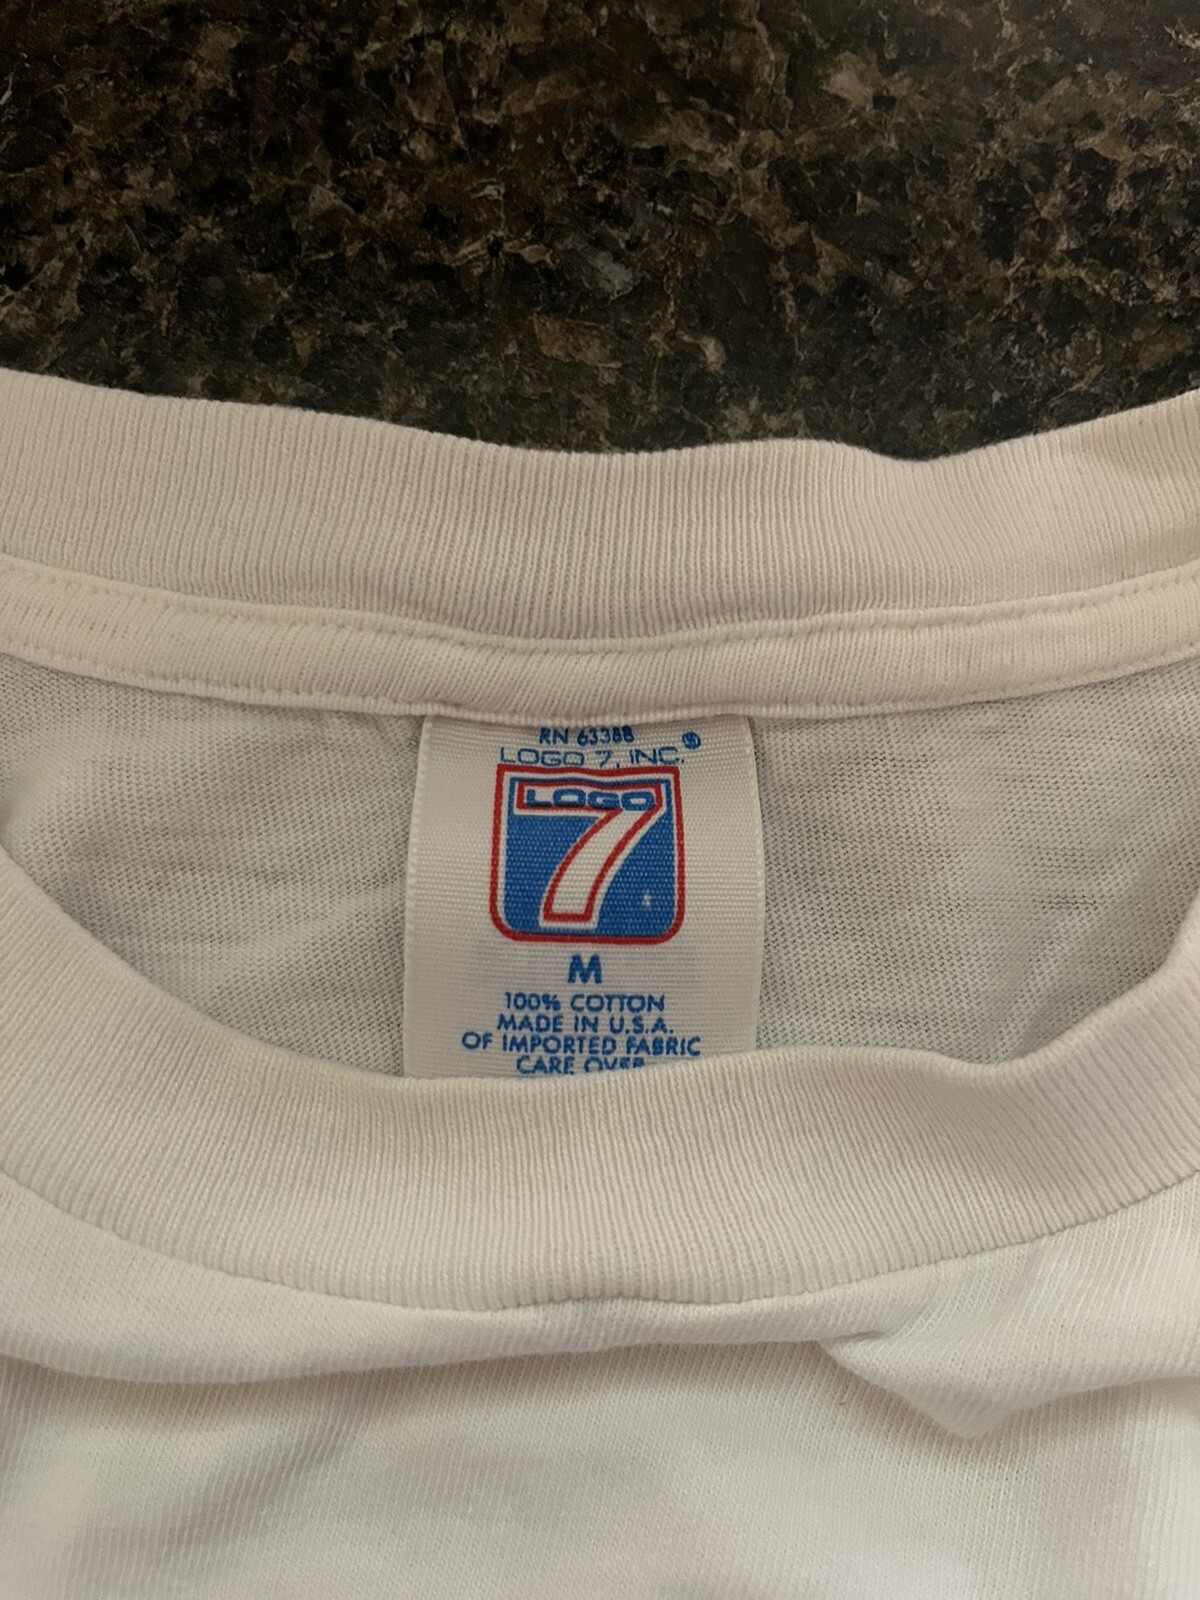 RN 63388
LOGO 7, INC.®
LOGO
7
M
100% COTTON
MADE IN U.S.A.
OF IMPORTED FABRIC
CARE OVER